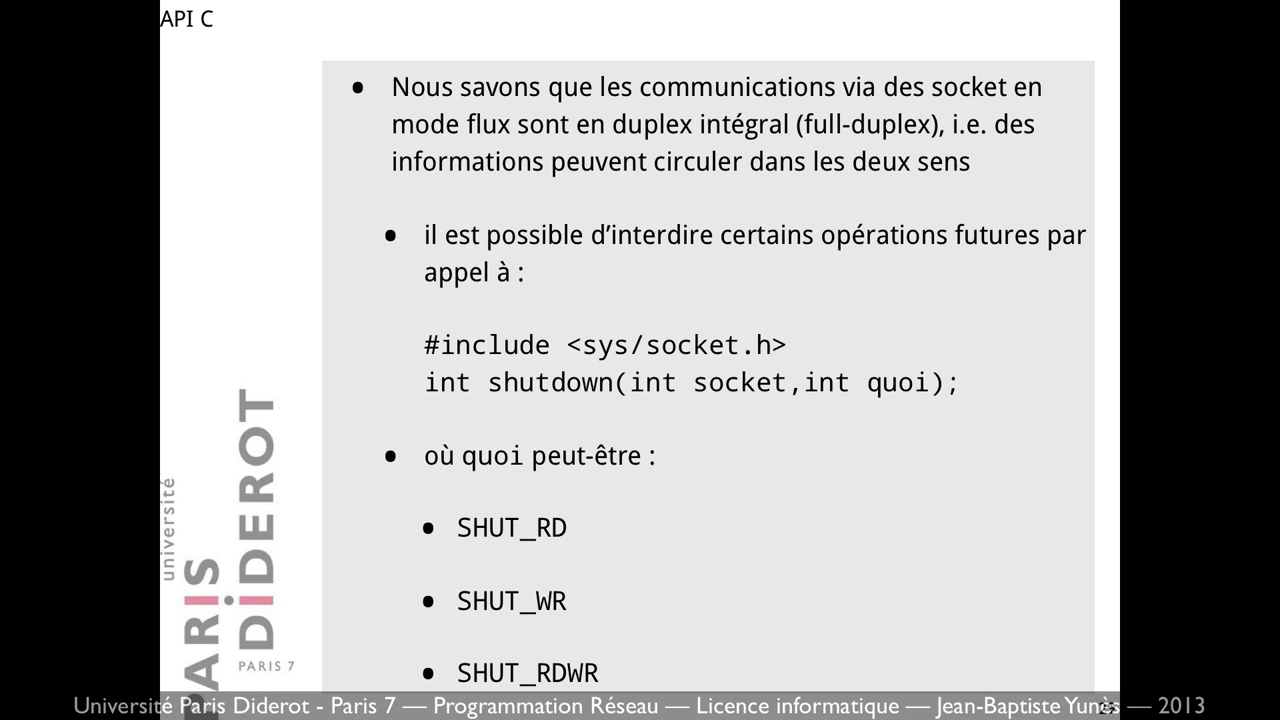 API C
• Nous savons que les communications via des socket en
mode flux sont en duplex intégral (full-duplex), i.e. des
informations peuvent circuler dans les deux sens
• il est possible d’interdire certains opérations futures par
appel à :
#include <sys/socket.h>
int shutdown(int socket,int quoi);
• où quoi peut-être :
• SHUT_RD
• SHUT_WR
• SHUT_RDWR
université
PARIS
DiDEROT
PARIS 7
Université Paris Diderot - Paris 7 — Programmation Réseau — Licence informatique — Jean-Baptiste Yunès — 2013